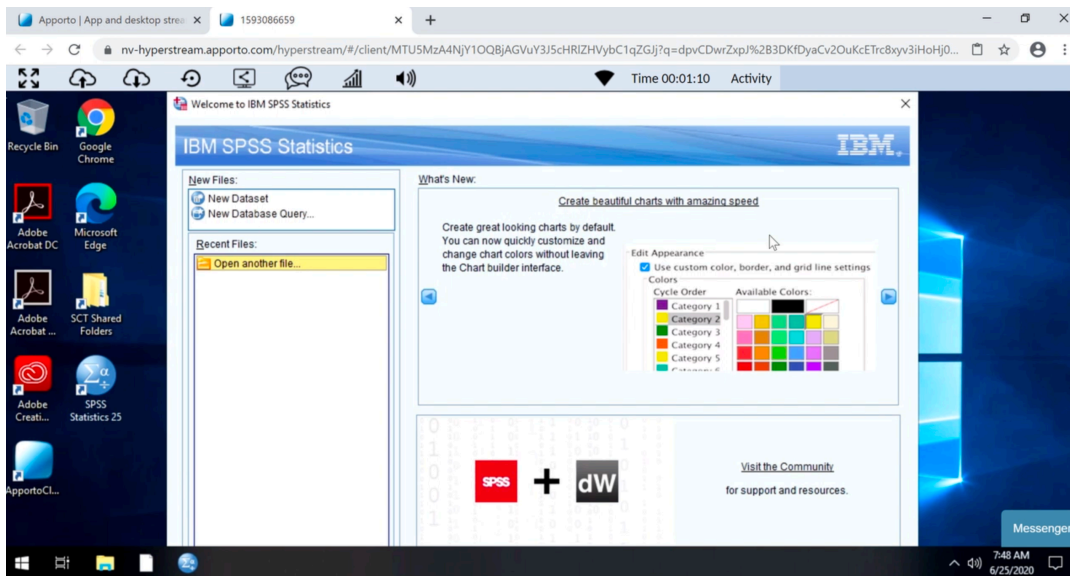 Apporto | App and desktop strea
1593086659
nv-hyperstream.apporto.com/hyperstream/#/client/MTU5MzA4NjY1OQBjAGVuY3J5cHRlZHVybC1qZGJj?q=dpvCDwrZxpJ%2B3DKfDyaCv2OuKcETrc8xyv3iHoHj0...
Time 00:01:10 Activity
Recycle Bin
Google
Chrome
Adobe
Acrobat DC
Microsoft
Edge
Adobe
Acrobat ...
SCT Shared
Folders
Adobe
Creati...
SPSS
Statistics 25
ApportoCl...
Welcome to IBM SPSS Statistics
IBM SPSS Statistics
IBM
New Files:
New Dataset
New Database Query...
Recent Files:
Open another file...
What's New:
Create beautiful charts with amazing speed
Create great looking charts by default.
You can now quickly customize and
change chart colors without leaving
the Chart builder interface.
Edit Appearance
Use custom color, border, and grid line settings
Colors
Cycle Order
Available Colors:
Category 1
Category 2
Category 3
Category 4
Category 5
Category 6
SPSS + dW
Visit the Community
for support and resources.
Messenger
7:48 AM
6/25/2020